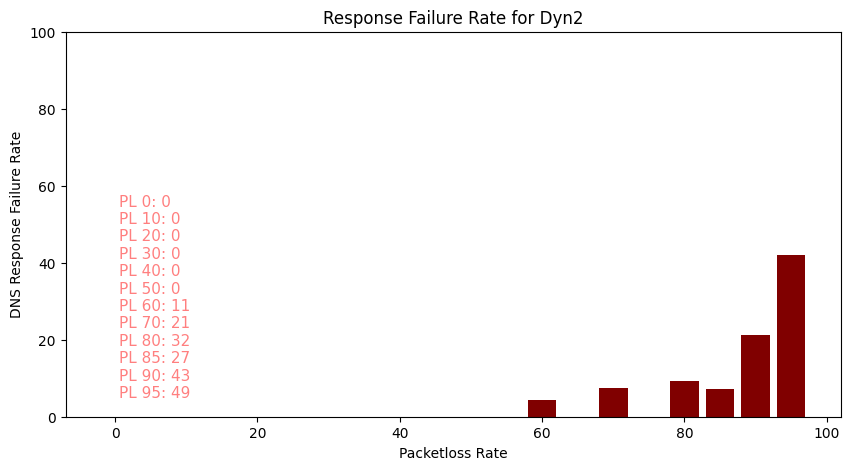 Response Failure Rate for Dyn2
100
80
60
40
20
0
DNS Response Failure Rate
PL 0: 0
PL 10: 0
PL 20: 0
PL 30: 0
PL 40: 0
PL 50: 0
PL 60: 11
PL 70: 21
PL 80: 32
PL 85: 27
PL 90: 43
PL 95: 49
0 20 40 60 80 100
Packetloss Rate